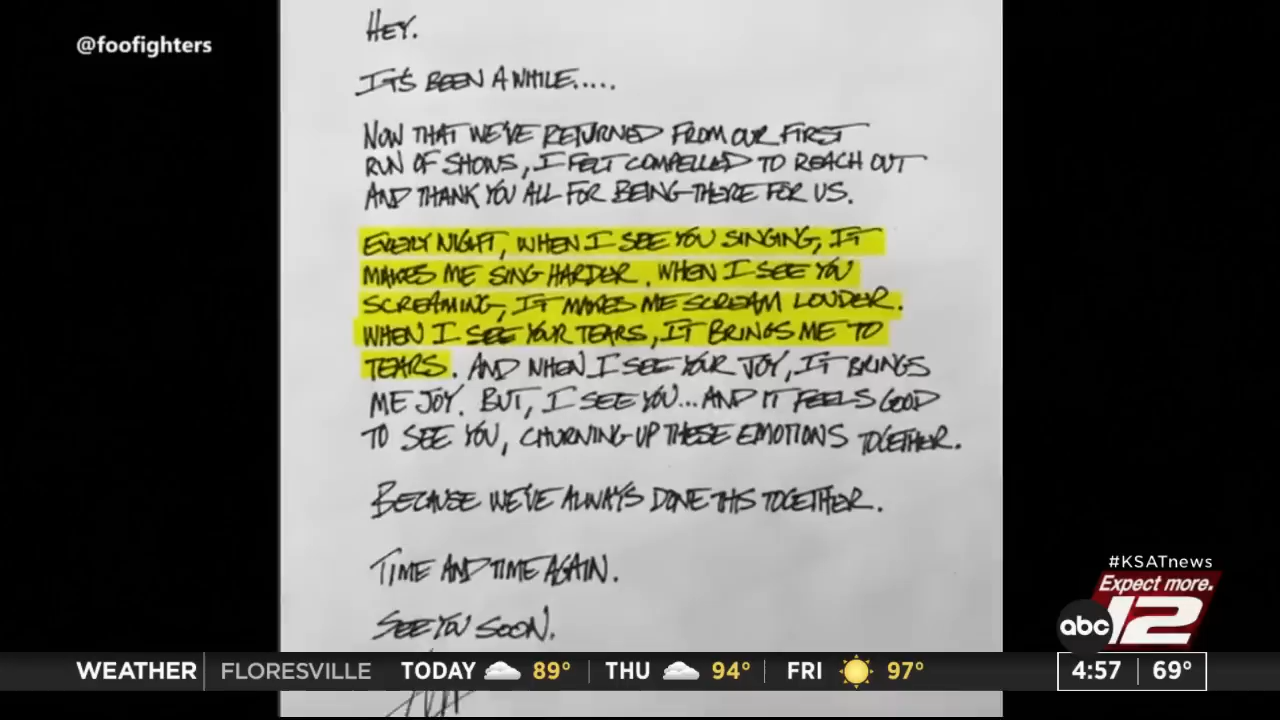 @foofighters
HEY.
IT'S BEEN A WHILE.....
NOW THAT WE'VE RETURNED FROM OUR FIRST
RUN OF SHOWS, I FELT COMPELLED TO REACH OUT
AND THANK YOU ALL FOR BEING THERE FOR US.
EVERY NIGHT, WHEN I SEE YOU SINGING, IT
MAKES ME SING HARDER. WHEN I SEE YOU
SCREAMING, IT MAKES ME SCREAM LOUDER.
WHEN I SEE YOUR TEARS, IT BRINGS ME TO
TEARS. AND WHEN I SEE YOUR JOY, IT BRINGS
ME JOY. BUT, I SEE YOU... AND IT FEELS GOOD
TO SEE YOU, CHURNING UP THESE EMOTIONS TOGETHER.
BECAUSE WE'VE ALWAYS DONE THIS TOGETHER.
TIME AND TIME AGAIN.
SEE YOU SOON.
#KSATnews
Expect more.
abc 12
WEATHER FLORESVILLE TODAY 89° THU 94° FRI 97° 4:57 69°